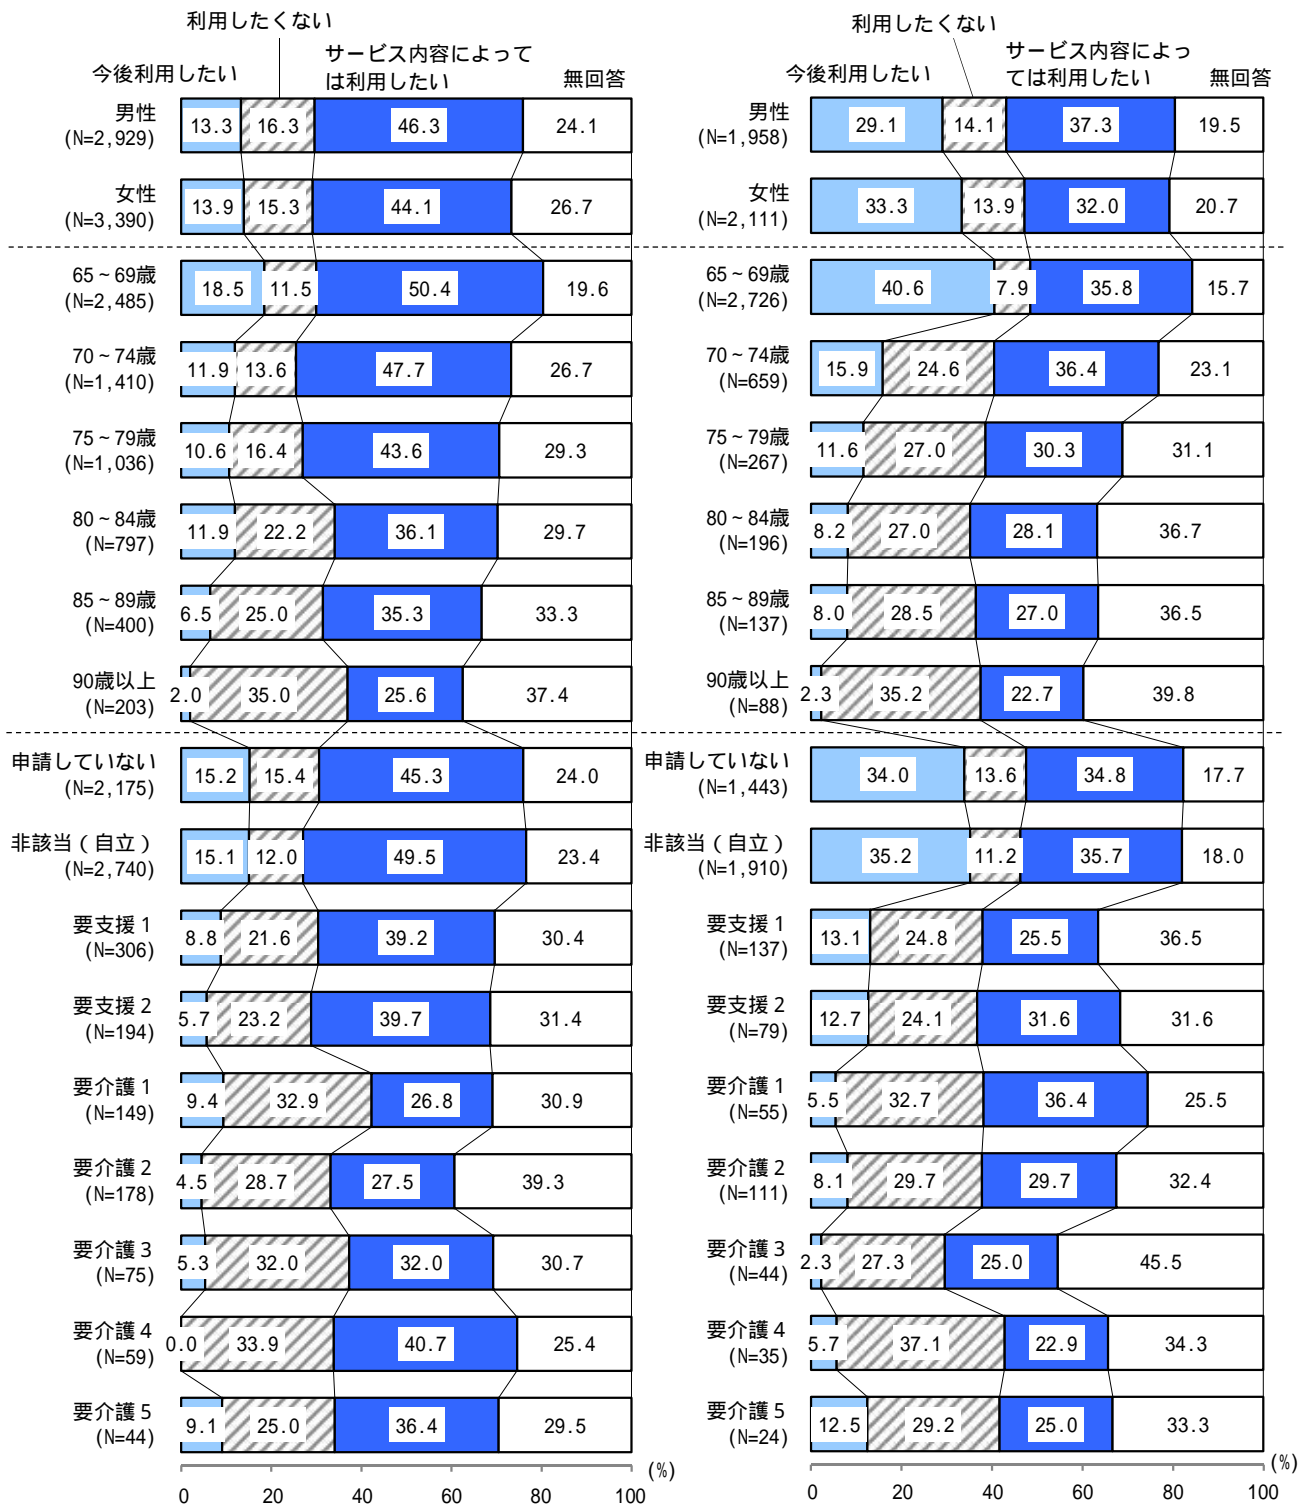 利用したくない
今後利用したい
サービス内容によって
は利用したい
無回答
男性
(N=2,929)
13.3 16.3 46.3 24.1
女性
(N=3,390)
13.9 15.3 44.1 26.7
65~69歳
(N=2,485)
18.5 11.5 50.4 19.6
70~74歳
(N=1,410)
11.9 13.6 47.7 26.7
75~79歳
(N=1,036)
10.6 16.4 43.6 29.3
80~84歳
(N=797)
11.9 22.2 36.1 29.7
85~89歳
(N=400)
6.5 25.0 35.3 33.3
90歳以上
(N=203)
2.0 35.0 25.6 37.4
申請していない
(N=2,175)
15.2 15.4 45.3 24.0
非該当(自立)
(N=2,740)
15.1 12.0 49.5 23.4
要支援1
(N=306)
8.8 21.6 39.2 30.4
要支援2
(N=194)
5.7 23.2 39.7 31.4
要介護1
(N=149)
9.4 32.9 26.8 30.9
要介護2
(N=178)
4.5 28.7 27.5 39.3
要介護3
(N=75)
5.3 32.0 32.0 30.7
要介護4
(N=59)
0.0 33.9 40.7 25.4
要介護5
(N=44)
9.1 25.0 36.4 29.5
0 20 40 60 80 100
(%)
利用したくない
今後利用したい
サービス内容によっ
ては利用したい
無回答
男性
(N=1,958)
29.1 14.1 37.3 19.5
女性
(N=2,111)
33.3 13.9 32.0 20.7
65~69歳
(N=2,726)
40.6 7.9 35.8 15.7
70~74歳
(N=659)
15.9 24.6 36.4 23.1
75~79歳
(N=267)
11.6 27.0 30.3 31.1
80~84歳
(N=196)
8.2 27.0 28.1 36.7
85~89歳
(N=137)
8.0 28.5 27.0 36.5
90歳以上
(N=88)
2.3 35.2 22.7 39.8
申請していない
(N=1,443)
34.0 13.6 34.8 17.7
非該当(自立)
(N=1,910)
35.2 11.2 35.7 18.0
要支援1
(N=137)
13.1 24.8 25.5 36.5
要支援2
(N=79)
12.7 24.1 31.6 31.6
要介護1
(N=55)
5.5 32.7 36.4 25.5
要介護2
(N=111)
8.1 29.7 29.7 32.4
要介護3
(N=44)
2.3 27.3 25.0 45.5
要介護4
(N=35)
5.7 37.1 22.9 34.3
要介護5
(N=24)
12.5 29.2 25.0 33.3
0 20 40 60 80 100
(%)